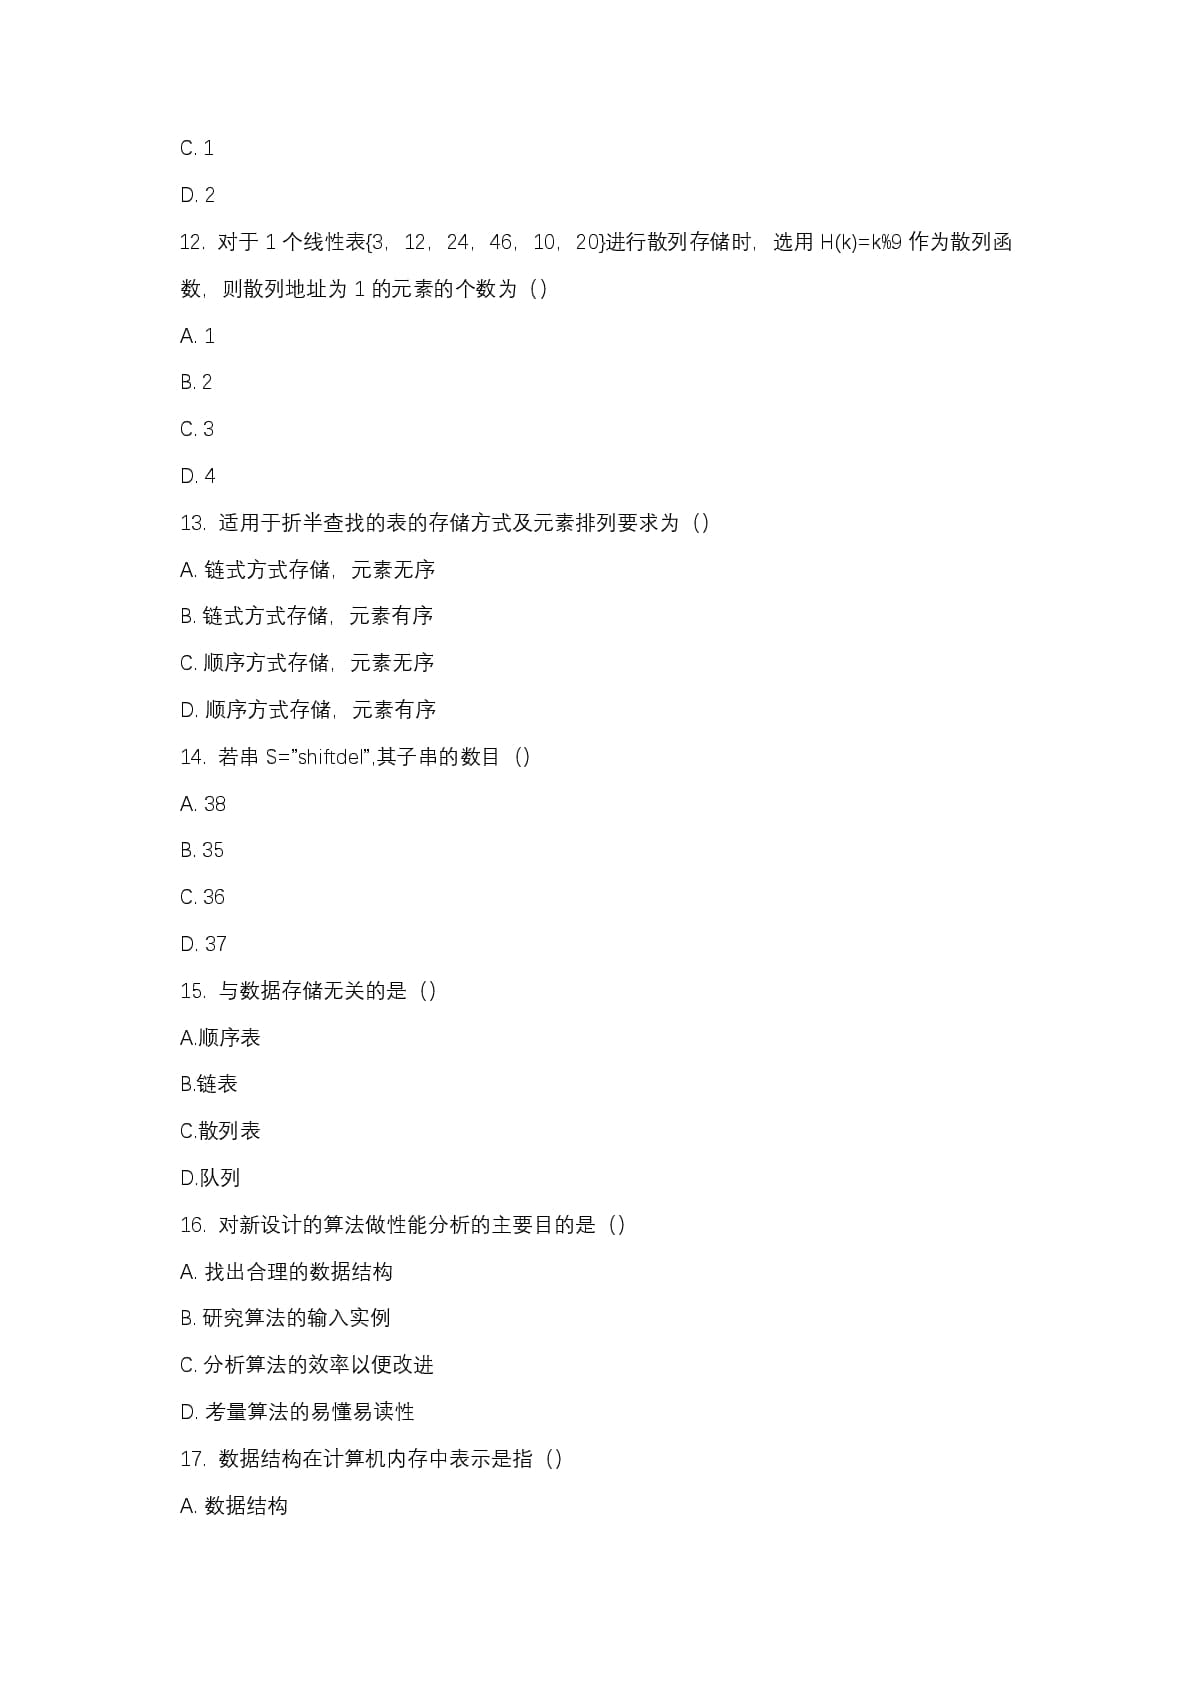 C. 1
D. 2
12. 对于 1 个线性表{3，12，24，46，10，20}进行散列存储时，选用 H(k)=k%9 作为散列函
数，则散列地址为 1 的元素的个数为（）
A. 1
B. 2
C. 3
D. 4
13. 适用于折半查找的表的存储方式及元素排列要求为（）
A. 链式方式存储，元素无序
B. 链式方式存储，元素有序
C. 顺序方式存储，元素无序
D. 顺序方式存储，元素有序
14. 若串 S=”shiftdel”,其子串的数目（）
A. 38
B. 35
C. 36
D. 37
15. 与数据存储无关的是（）
A.顺序表
B.链表
C.散列表
D.队列
16. 对新设计的算法做性能分析的主要目的是（）
A. 找出合理的数据结构
B. 研究算法的输入实例
C. 分析算法的效率以便改进
D. 考量算法的易懂易读性
17. 数据结构在计算机内存中表示是指（）
A. 数据结构